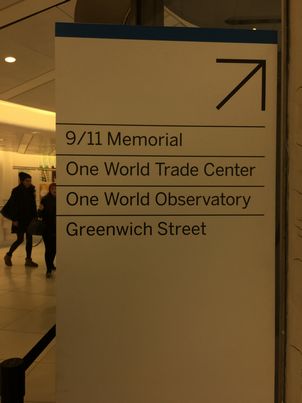 9/11 Memorial
One World Trade Center
One World Observatory
Greenwich Street